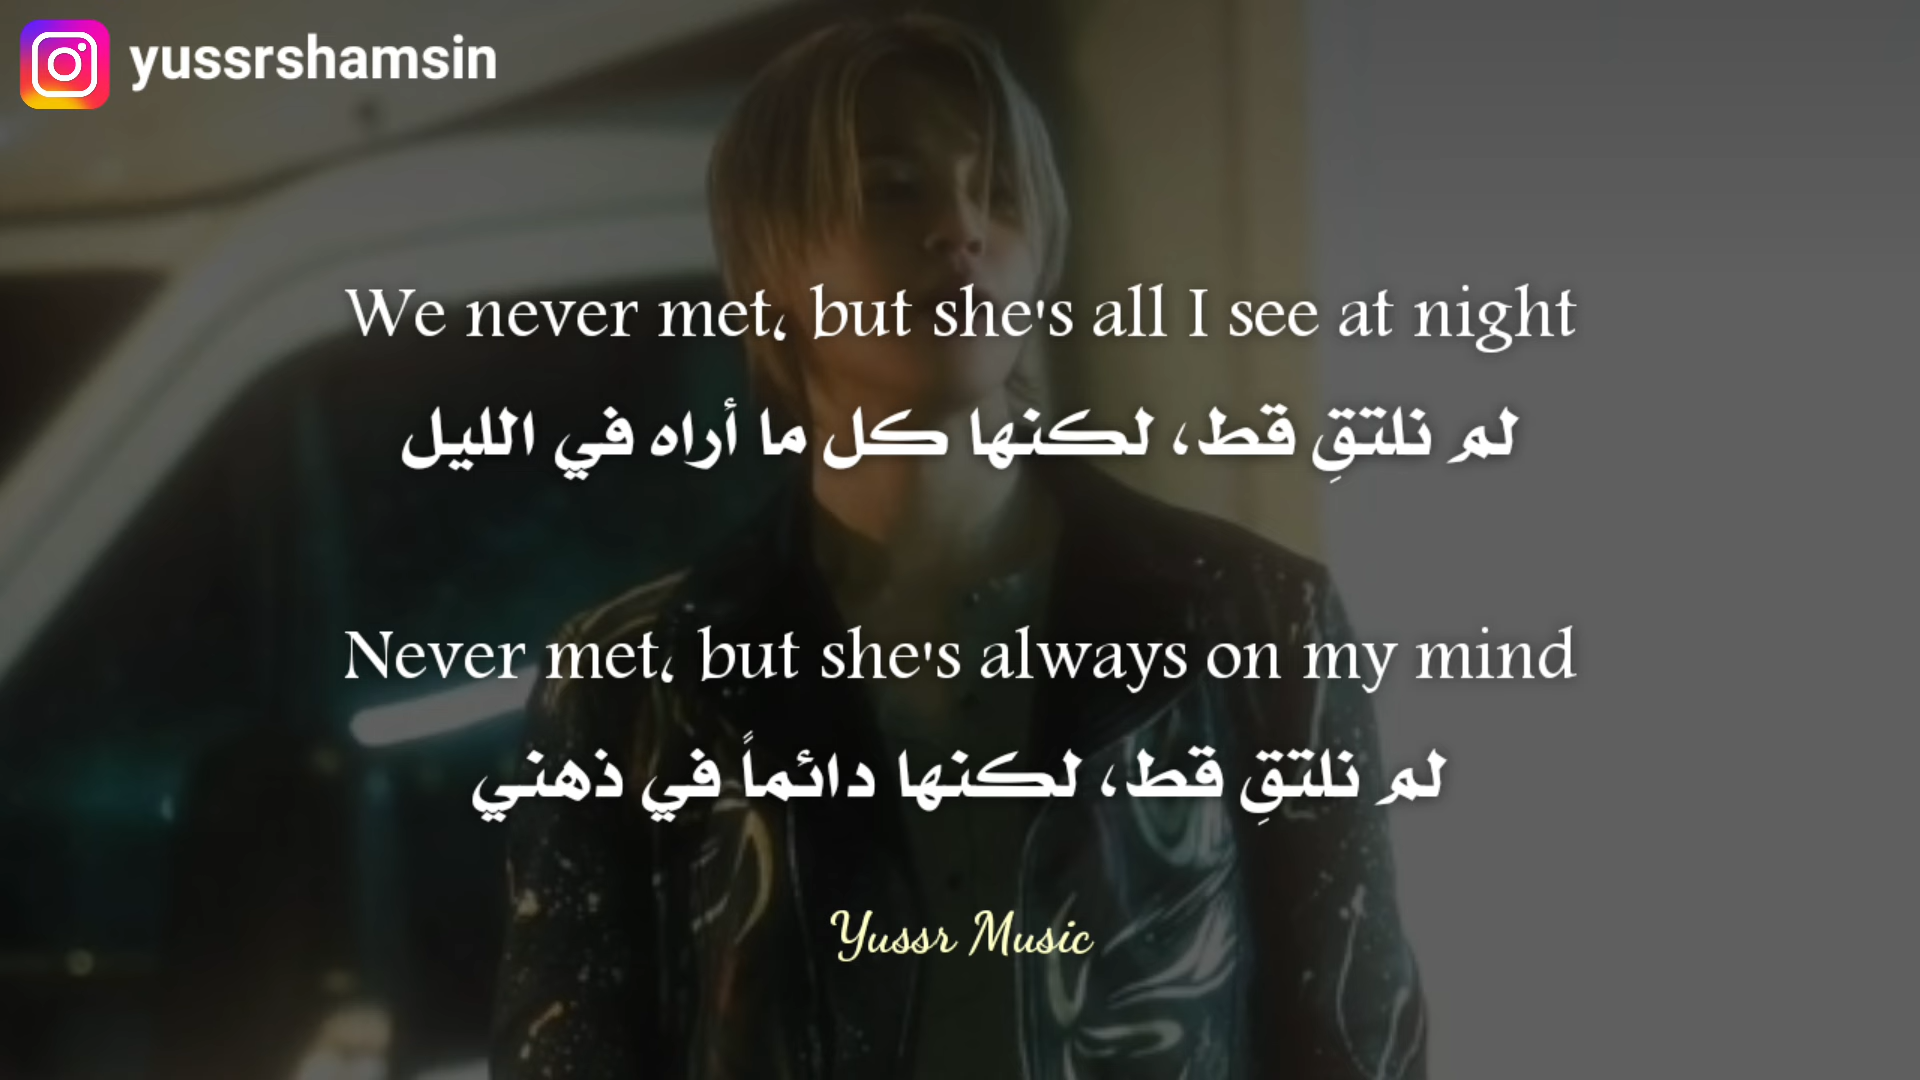 yussrshamsin
We never met، but she's all I see at night
لم نلتقِ قط، لكنها كل ما أراه في الليل
Never met، but she's always on my mind
لم نلتقِ قط، لكنها دائماً في ذهني
Yussr Music